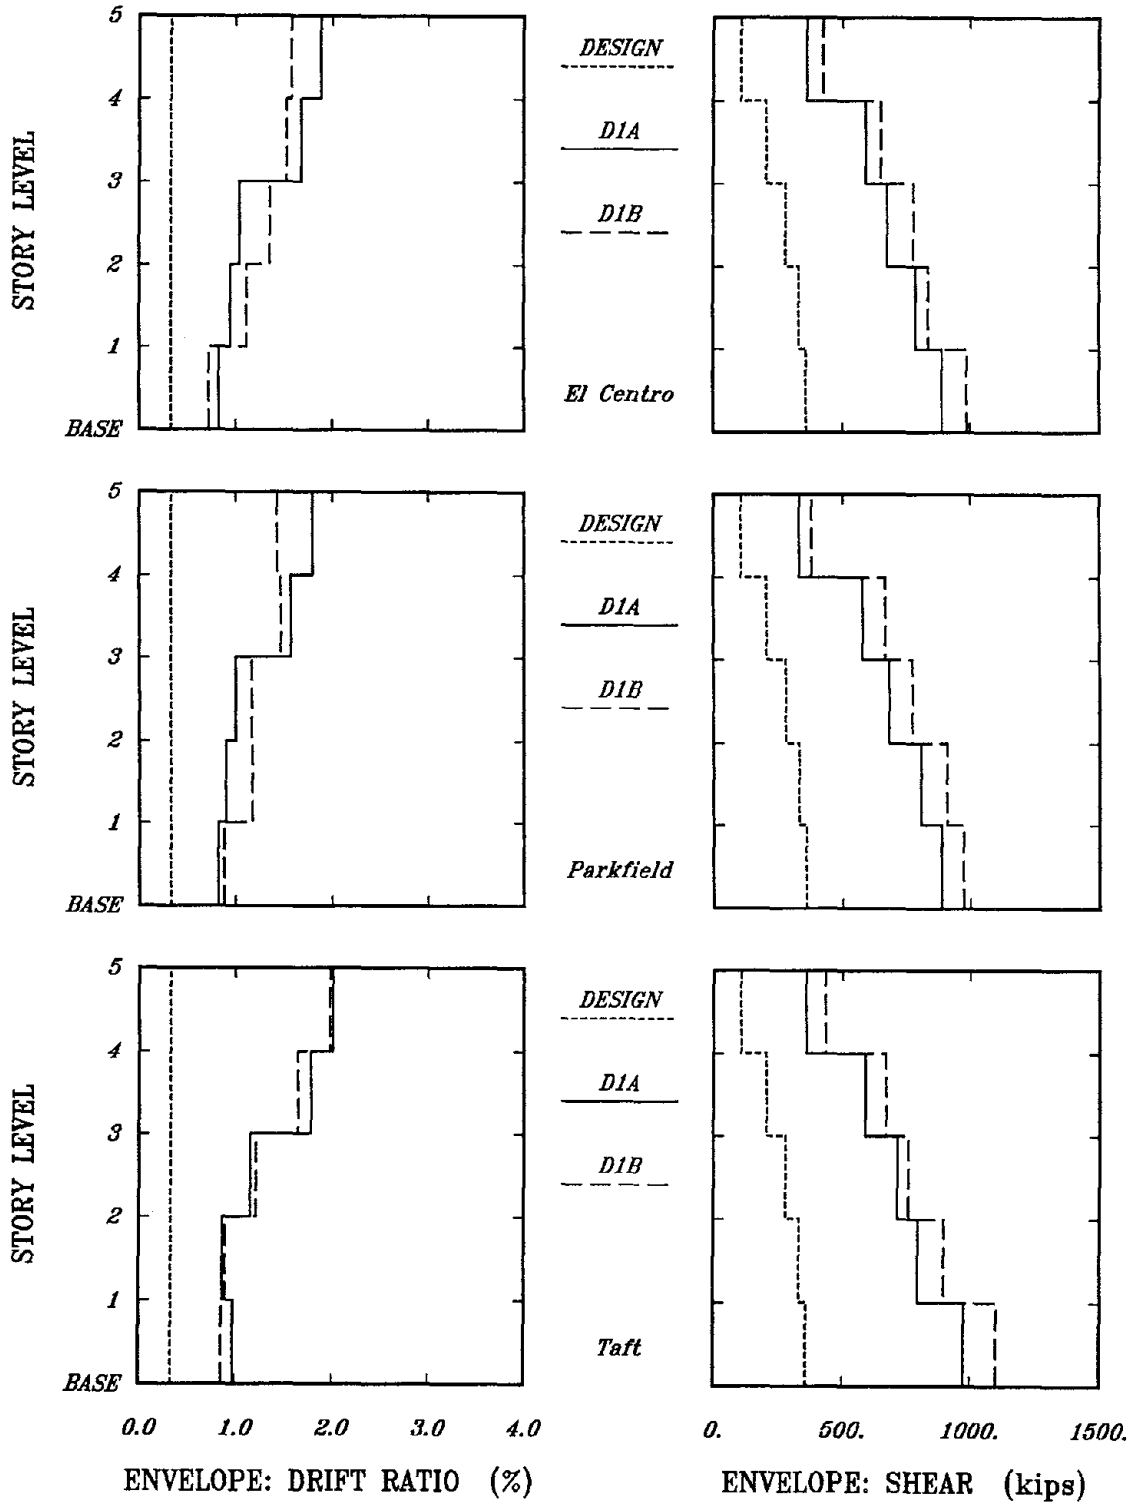 STORY LEVEL
5
4
3
2
1
BASE
DESIGN
D1A
D1B
El Centro
STORY LEVEL
5
4
3
2
1
BASE
DESIGN
D1A
D1B
Parkfield
STORY LEVEL
5
4
3
2
1
BASE
DESIGN
D1A
D1B
Taft
0.0 1.0 2.0 3.0 4.0
0. 500. 1000. 1500.
ENVELOPE: DRIFT RATIO (%)
ENVELOPE: SHEAR (kips)